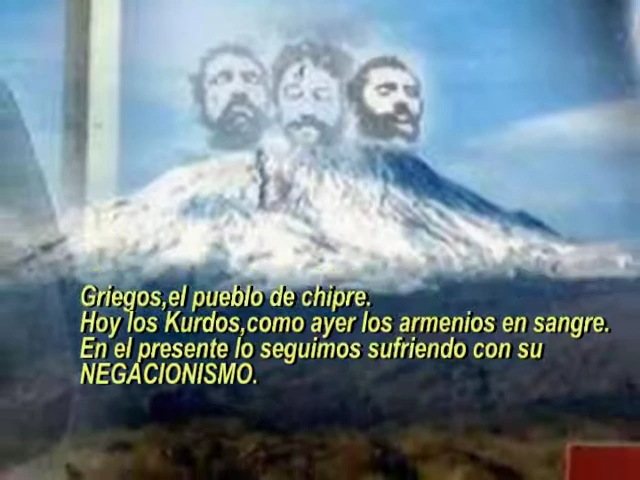 Griegos,el pueblo de chipre.
Hoy los Kurdos,como ayer los armenios en sangre.
En el presente lo seguimos sufriendo con su
NEGACIONISMO.